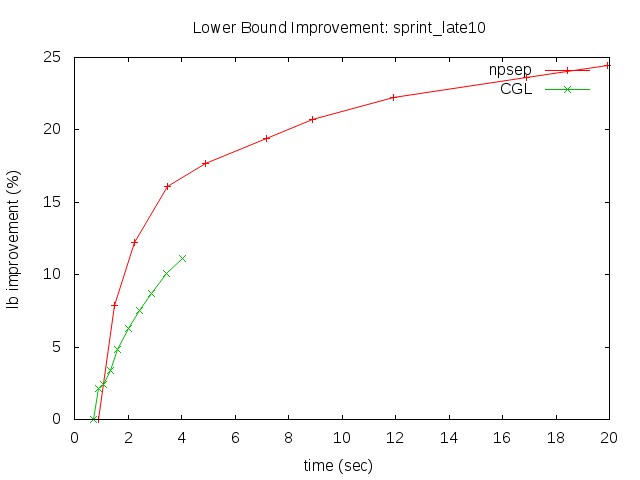 Lower Bound Improvement: sprint_late10
25
20
15
10
5
0
lb improvement (%)
npsep
CGL
0 2 4 6 8 10 12 14 16 18 20
time (sec)